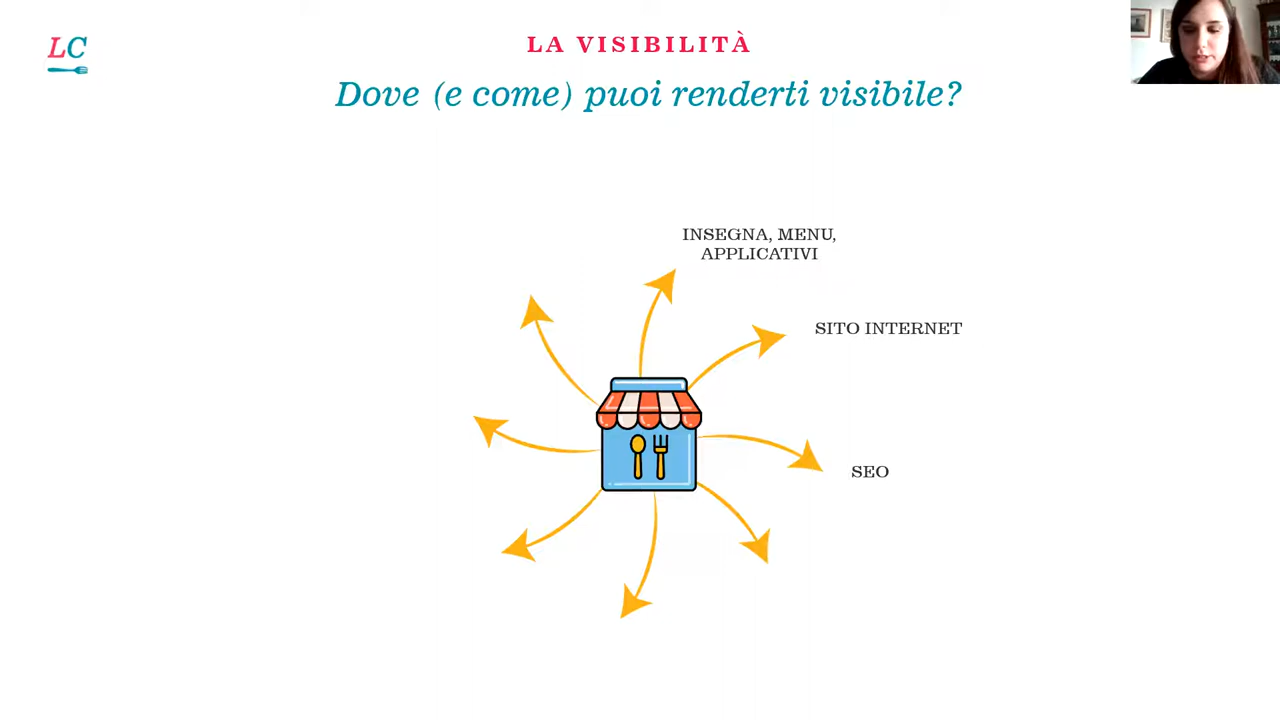 LC
LA VISIBILITÀ
Dove (e come) puoi renderti visibile?
INSEGNA, MENU,
APPLICATIVI
SITO INTERNET
SEO